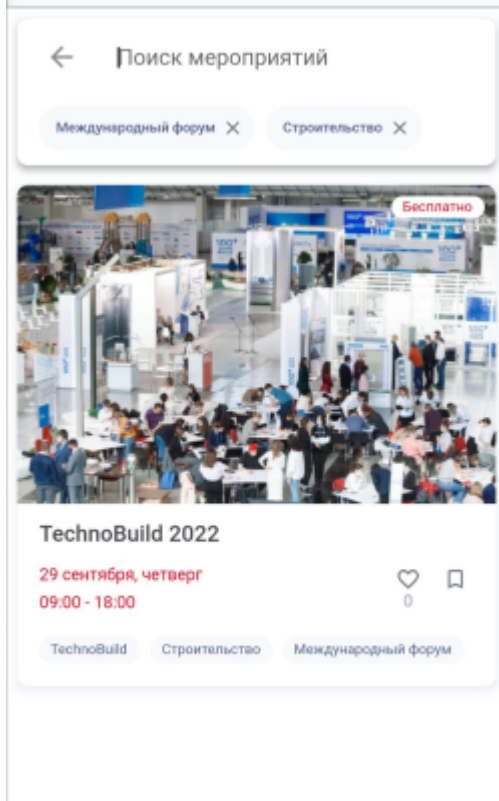 Поиск мероприятий
Международный форум
Строительство
Бесплатно
TechnoBuild 2022
29 сентября, четверг
09:00 - 18:00
0
TechnoBuild Строительство Международный форум